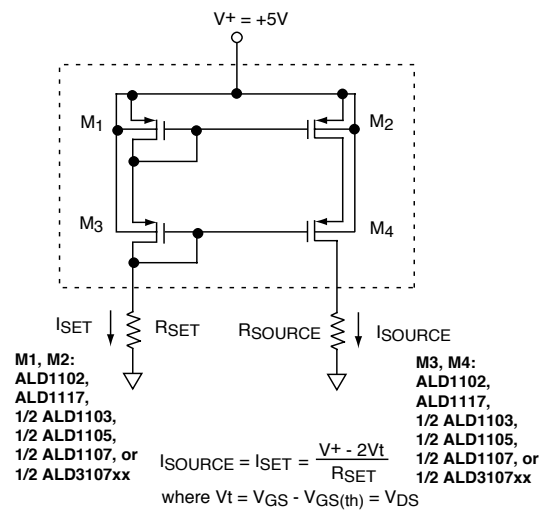 V+ = +5V
M1
M2
M3
M4
ISET
RSET
RSOURCE
ISOURCE
M1, M2:
ALD1102,
ALD1117,
1/2 ALD1103,
1/2 ALD1105,
1/2 ALD1107, or
1/2 ALD3107xx
M3, M4:
ALD1102,
ALD1117,
1/2 ALD1103,
1/2 ALD1105,
1/2 ALD1107, or
1/2 ALD3107xx
ISOURCE = ISET = V+ - 2Vt
RSET
where Vt = VGS - VGS(th) = VDS